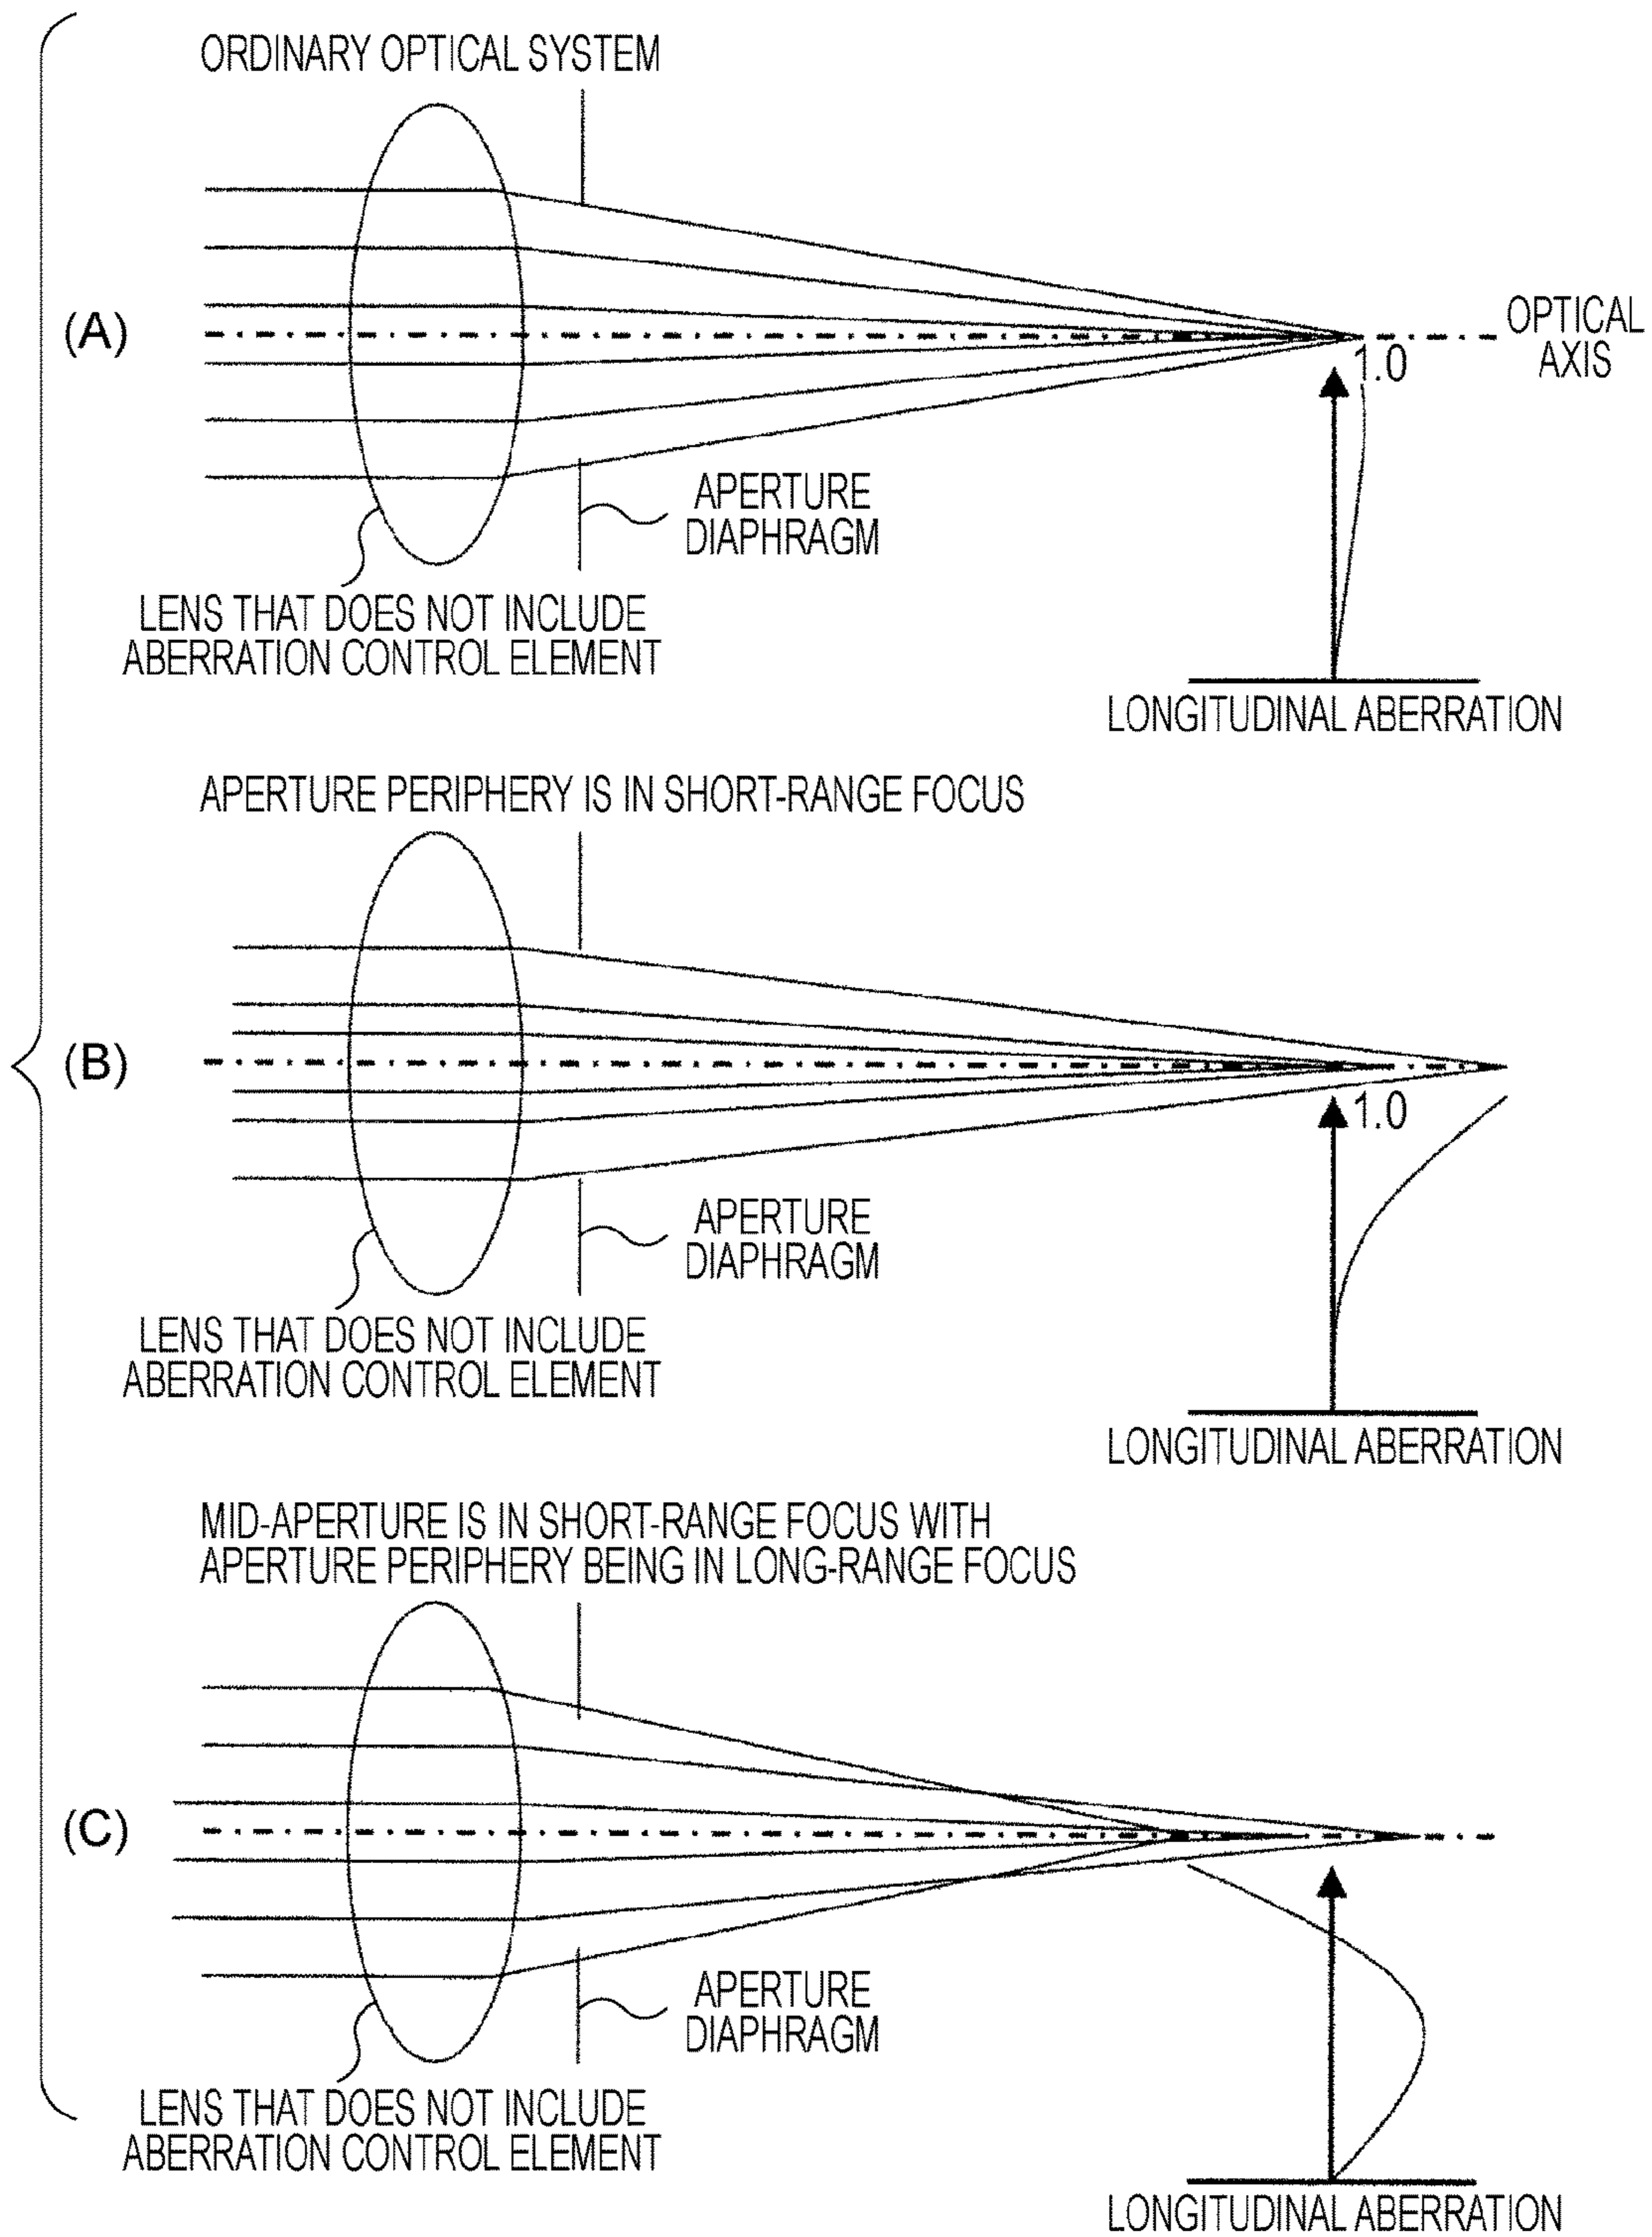 ORDINARY OPTICAL SYSTEM
(A)
OPTICAL
AXIS
1.0
APERTURE
DIAPHRAGM
LENS THAT DOES NOT INCLUDE
ABERRATION CONTROL ELEMENT
LONGITUDINAL ABERRATION
APERTURE PERIPHERY IS IN SHORT-RANGE FOCUS
(B)
1.0
APERTURE
DIAPHRAGM
LENS THAT DOES NOT INCLUDE
ABERRATION CONTROL ELEMENT
LONGITUDINAL ABERRATION
MID-APERTURE IS IN SHORT-RANGE FOCUS WITH
APERTURE PERIPHERY BEING IN LONG-RANGE FOCUS
(C)
APERTURE
DIAPHRAGM
LENS THAT DOES NOT INCLUDE
ABERRATION CONTROL ELEMENT
LONGITUDINAL ABERRATION